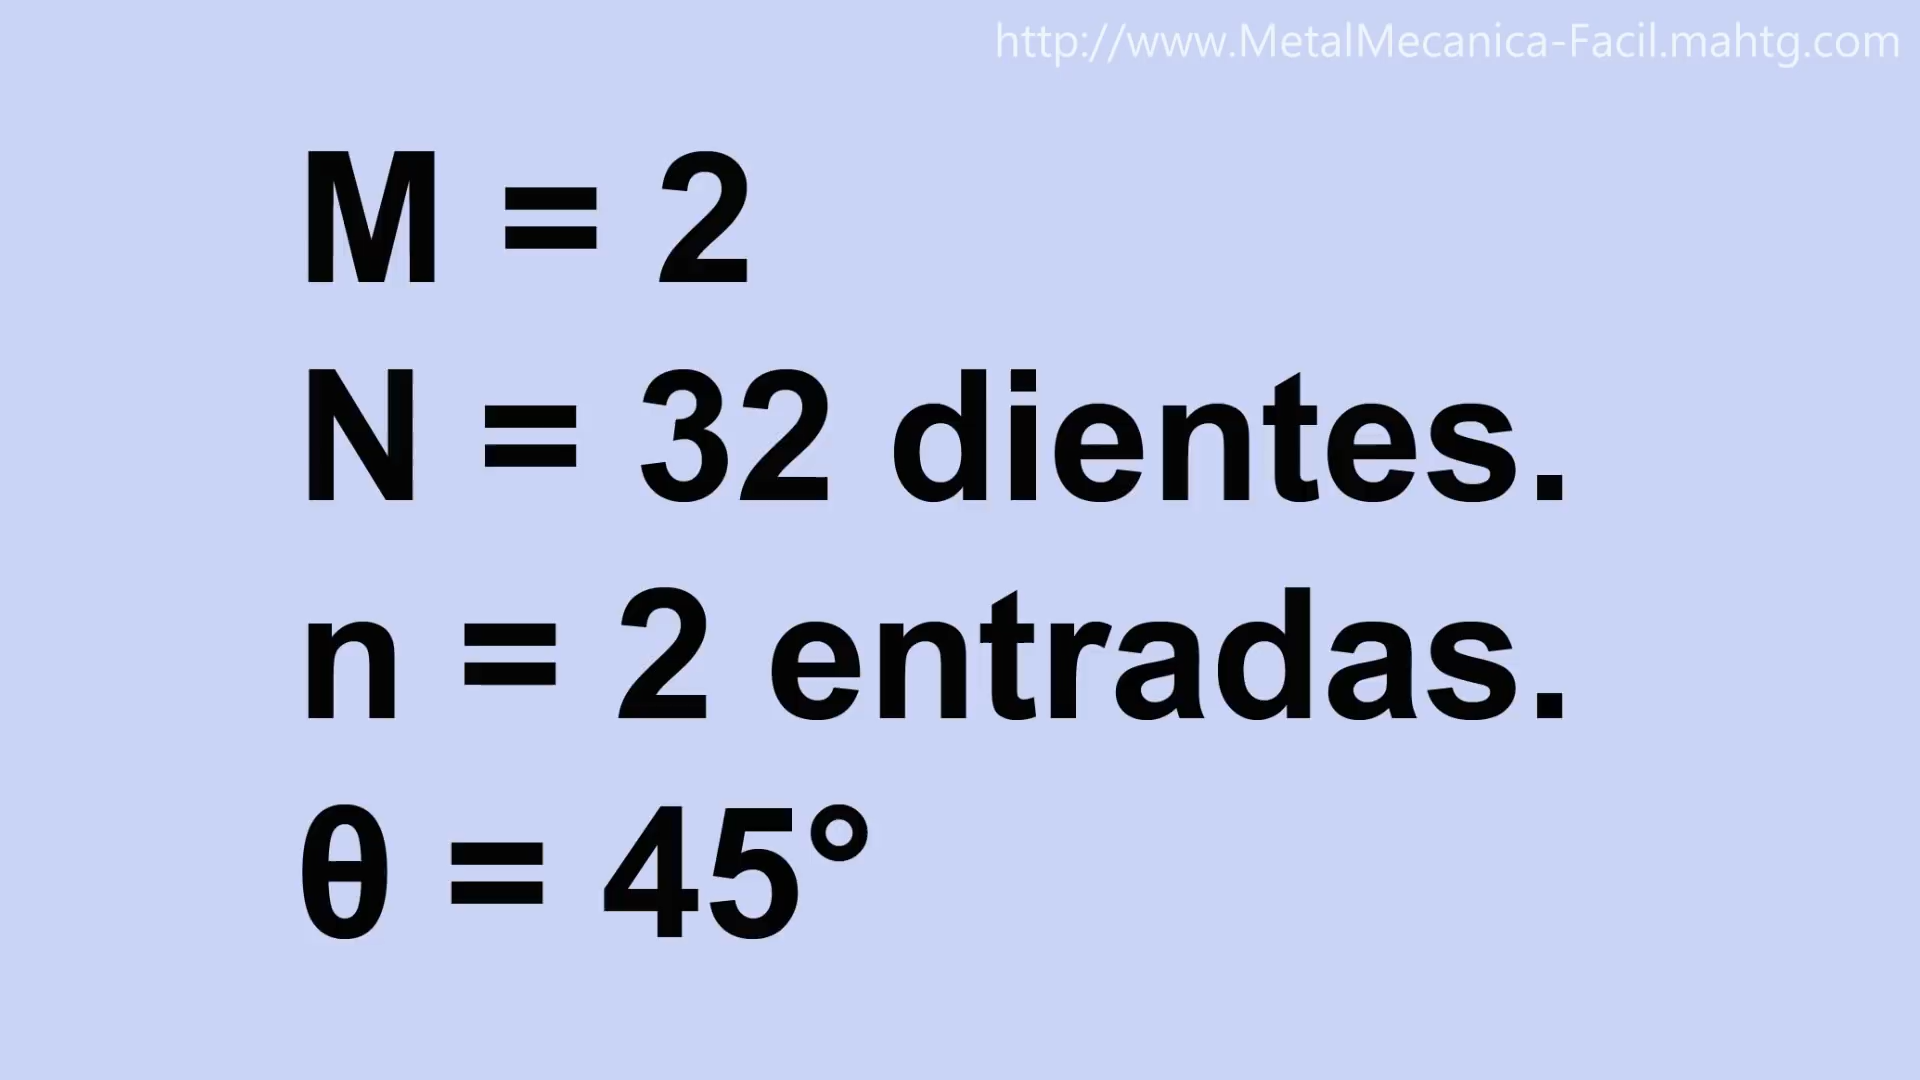 http://www.MetalMecanica-Facil.mahtg.com
M = 2
N = 32 dientes.
n = 2 entradas.
θ = 45°